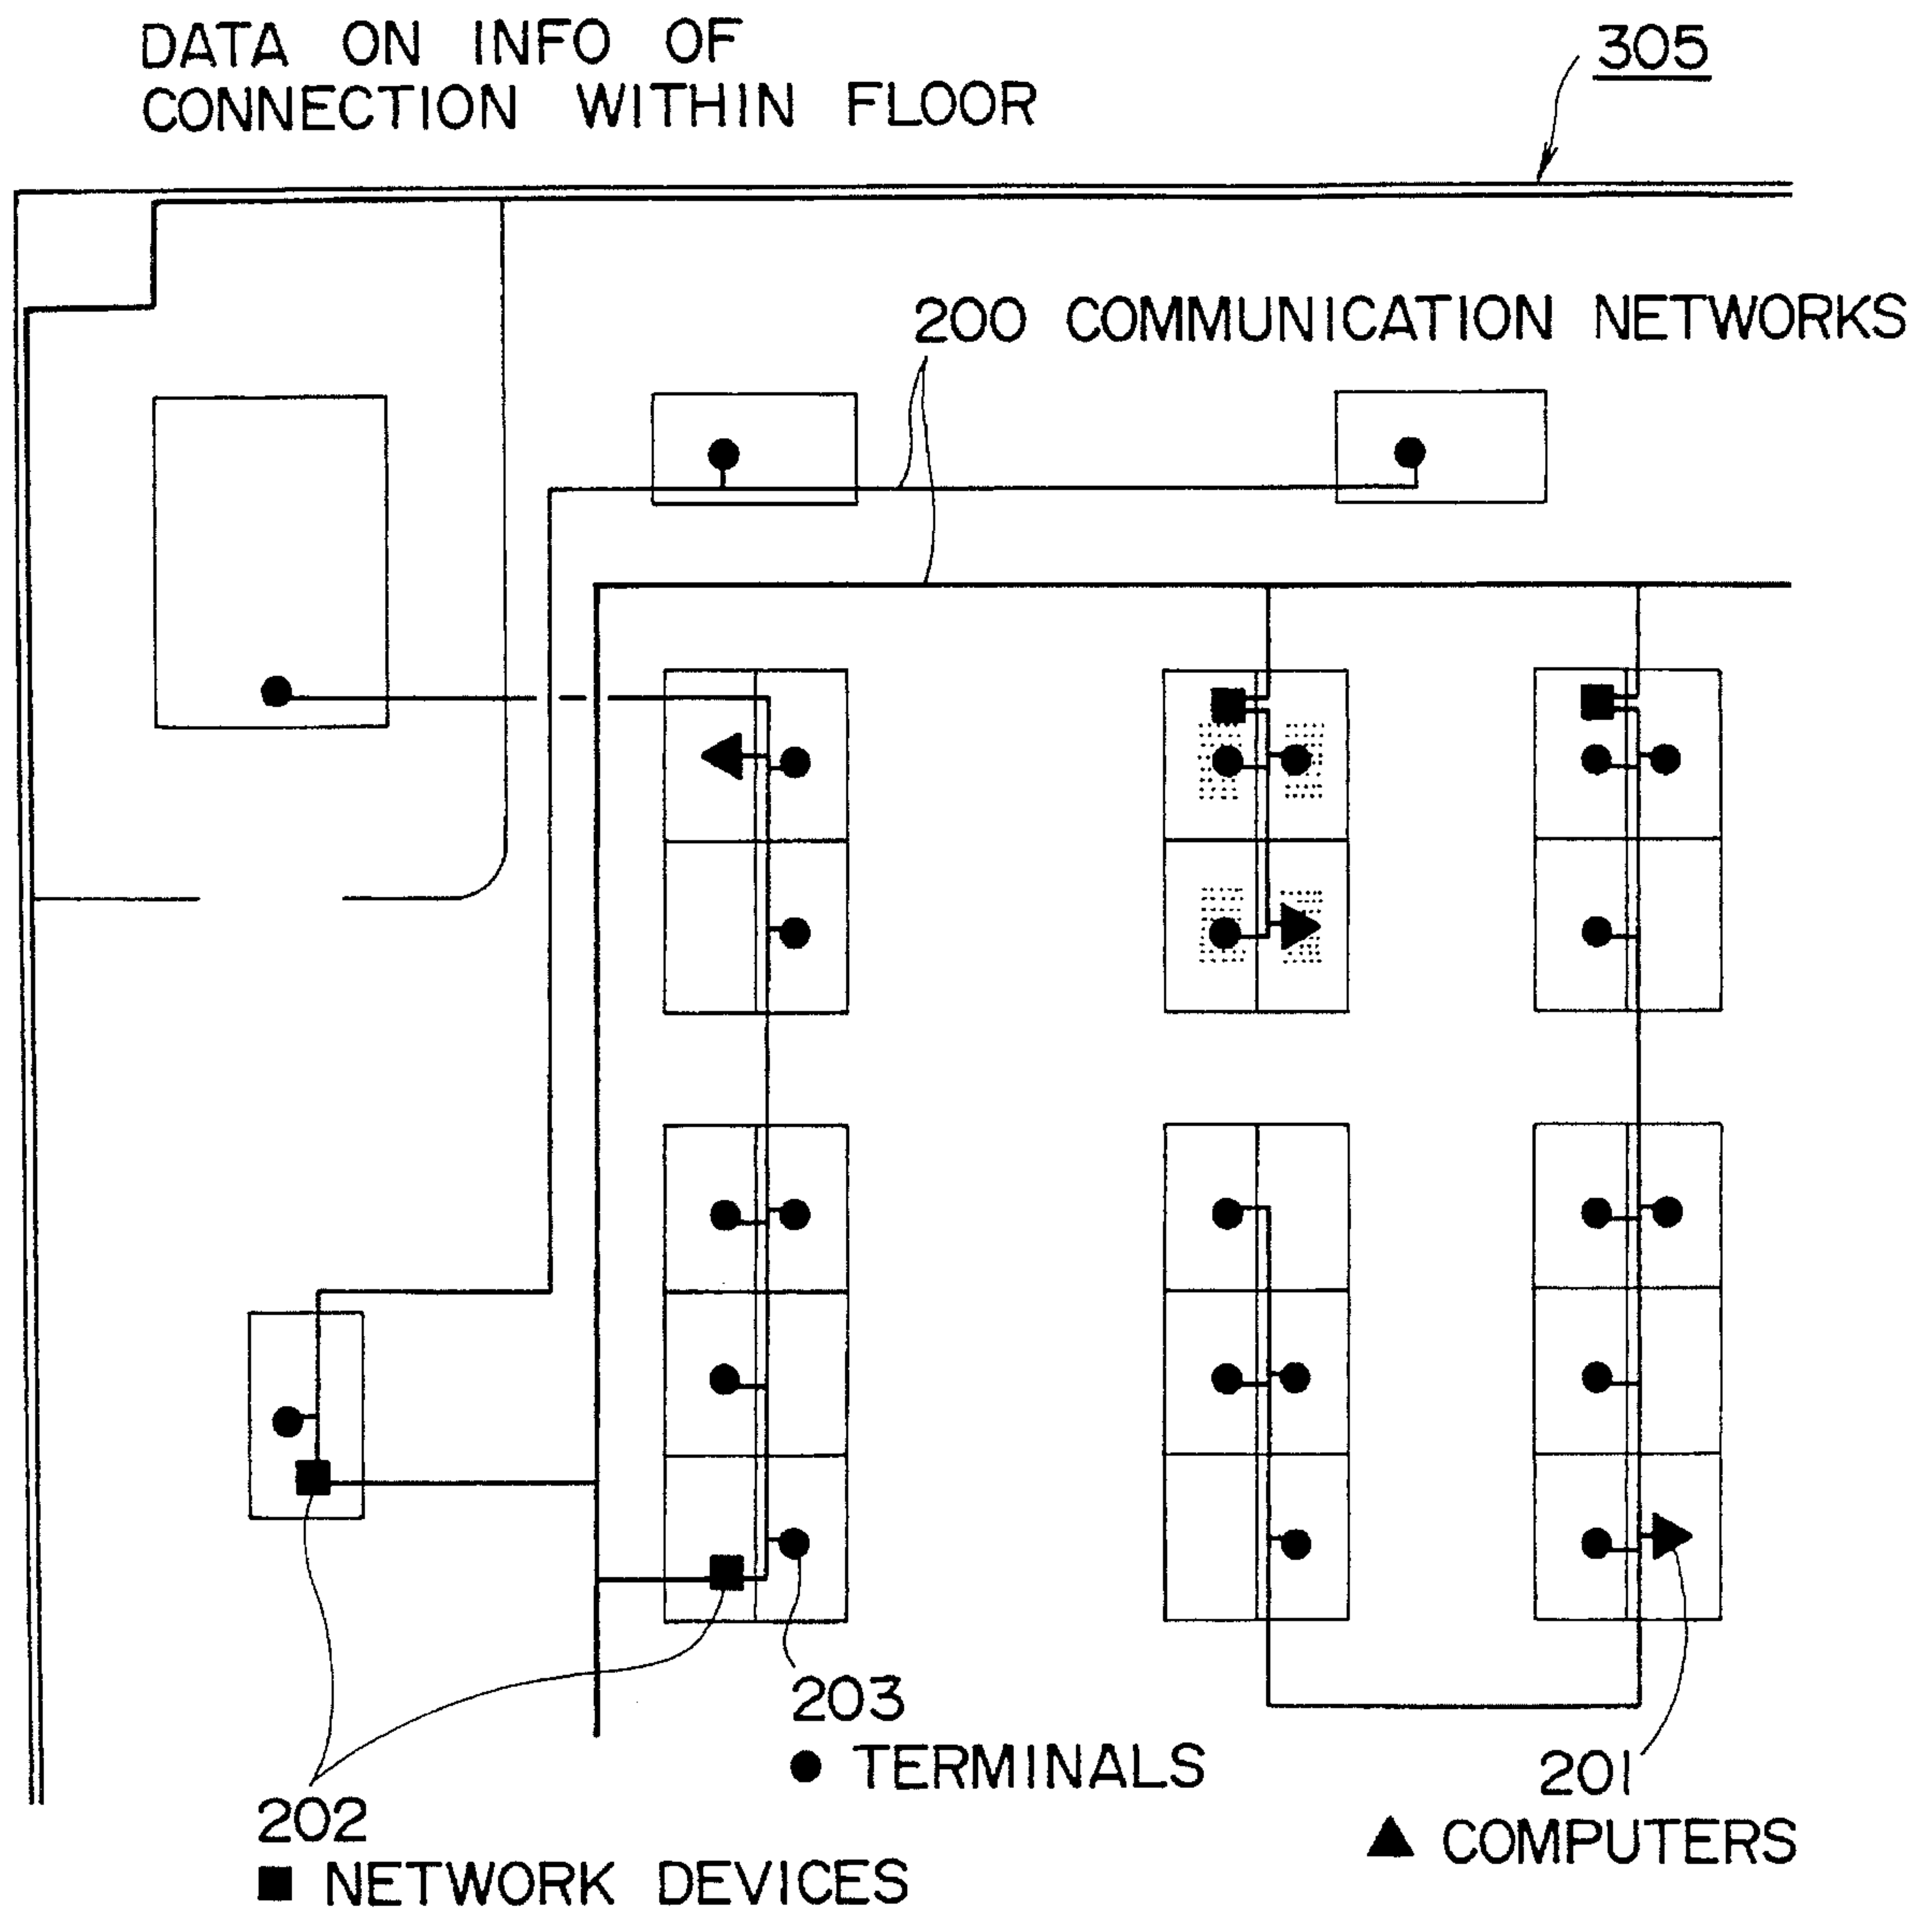 DATA ON INFO OF
CONNECTION WITHIN FLOOR
305
200 COMMUNICATION NETWORKS
203
TERMINALS
201
COMPUTERS
202
NETWORK DEVICES